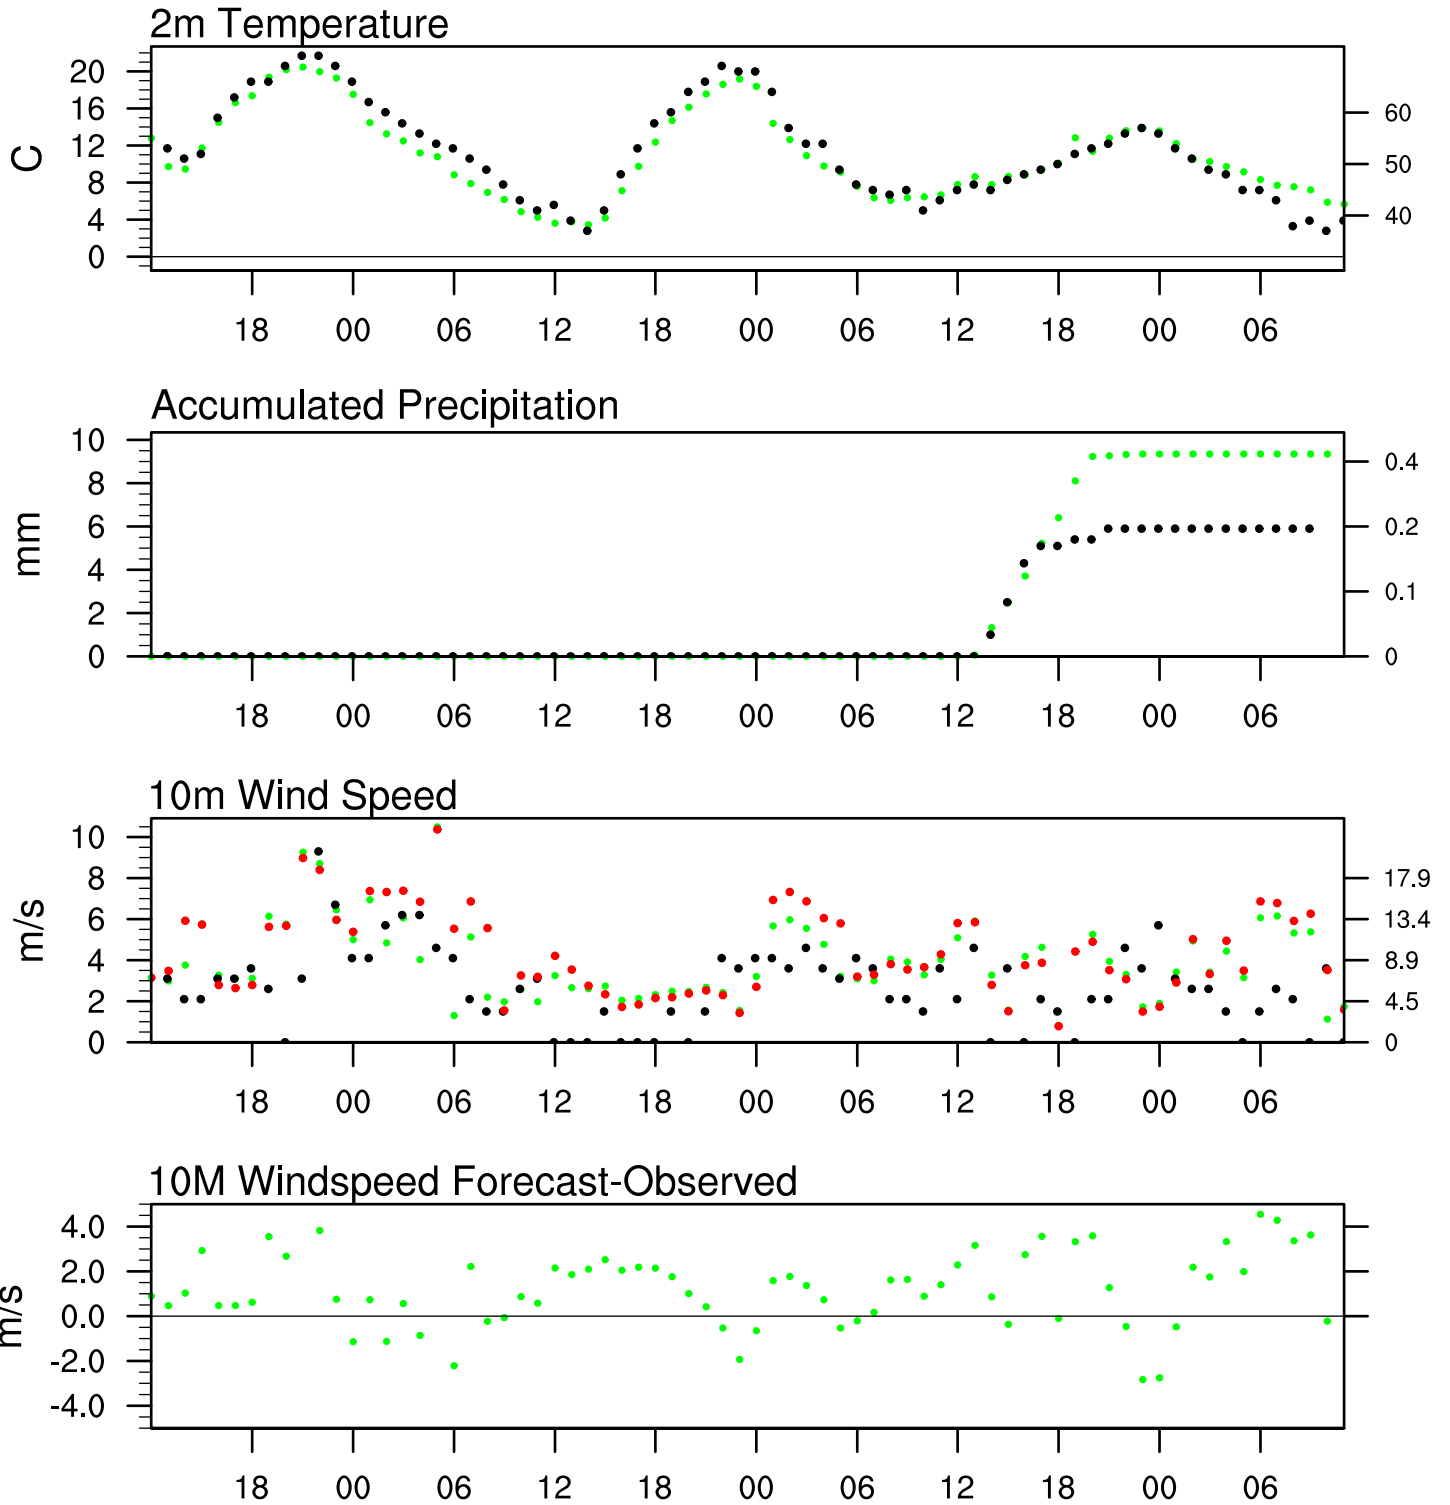 2m Temperature
C
20
16
12
8
4
0
60
50
40
18 00 06 12 18 00 06 12 18 00 06
Accumulated Precipitation
mm
10
8
6
4
2
0
0.4
0.2
0.1
0
18 00 06 12 18 00 06 12 18 00 06
10m Wind Speed
m/s
10
8
6
4
2
0
17.9
13.4
8.9
4.5
0
18 00 06 12 18 00 06 12 18 00 06
10M Windspeed Forecast-Observed
m/s
4.0
2.0
0.0
-2.0
-4.0
18 00 06 12 18 00 06 12 18 00 06